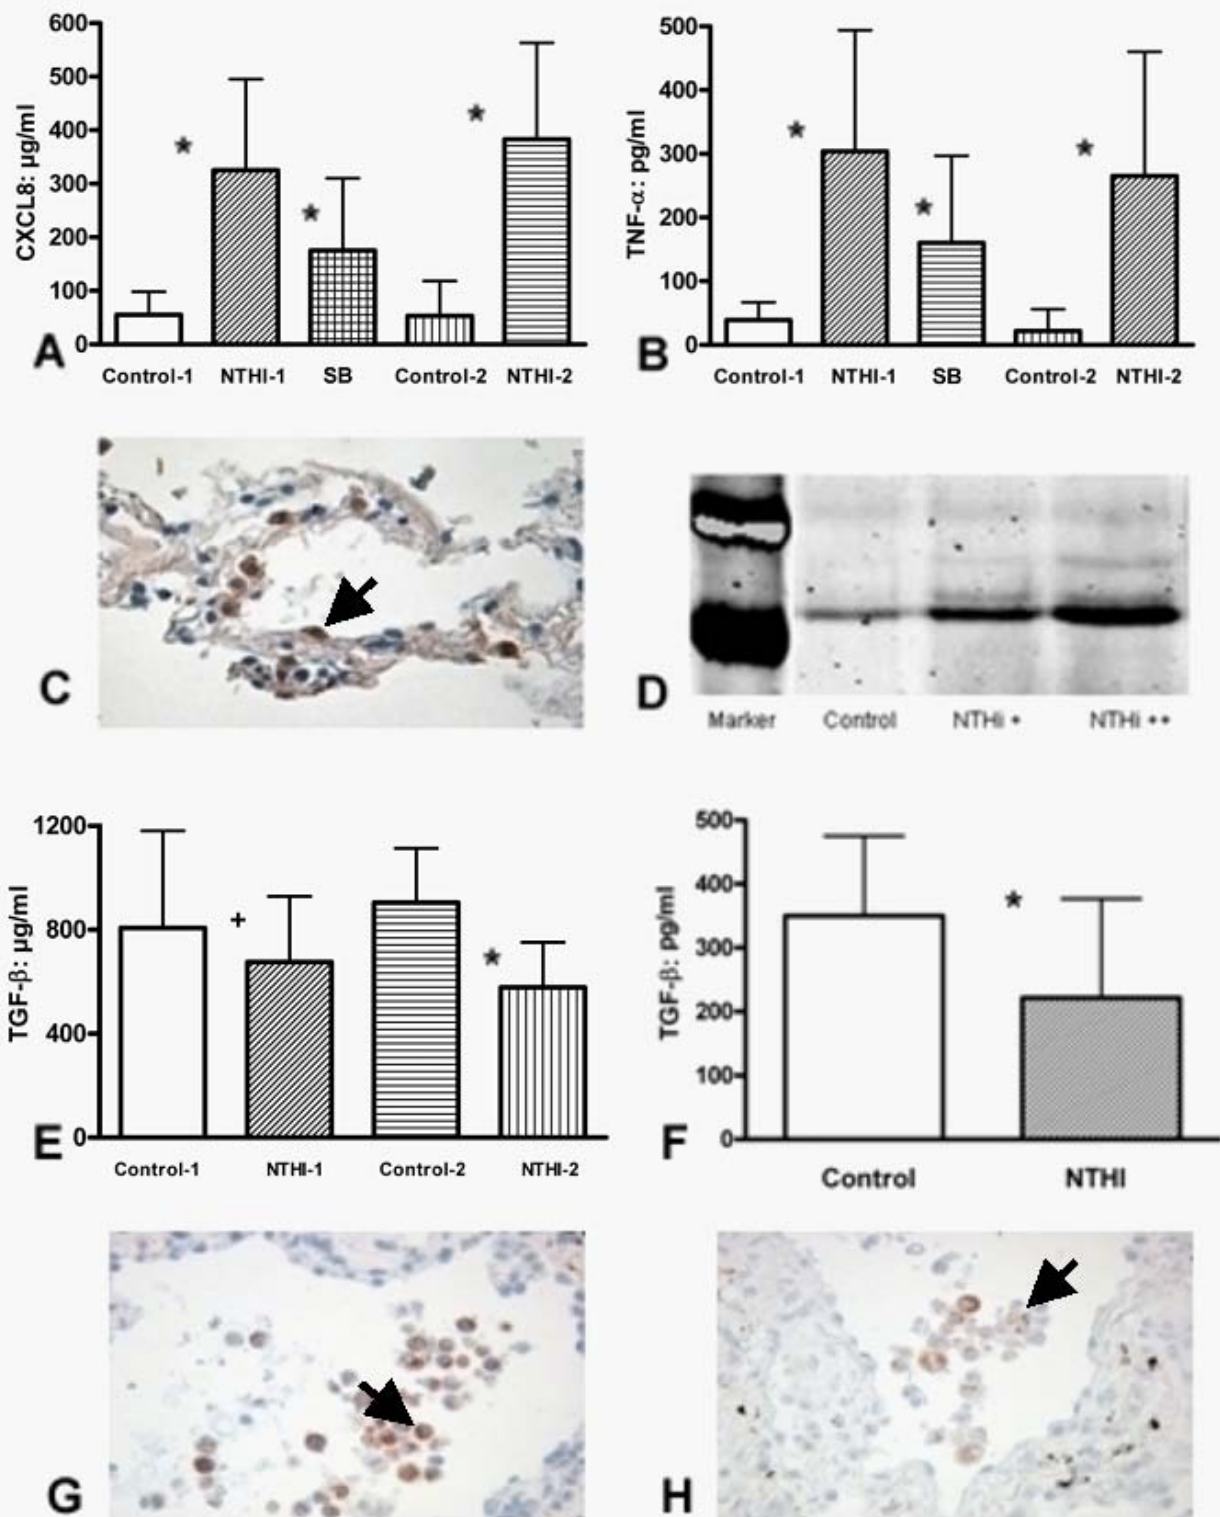 600
500
400
300
200
100
0
CXCL8: µg/ml
*
*
*
A
Control-1 NTHI-1 SB Control-2 NTHI-2
500
400
300
200
100
0
TNF-α: pg/ml
*
*
*
B
Control-1 NTHI-1 SB Control-2 NTHI-2
C
D
Marker Control NTHi + NTHi ++
1200
800
400
0
TGF-β: µg/ml
+
*
E
Control-1 NTHI-1 Control-2 NTHI-2
500
400
300
200
100
0
TGF-β: pg/ml
*
F
Control NTHI
G
H